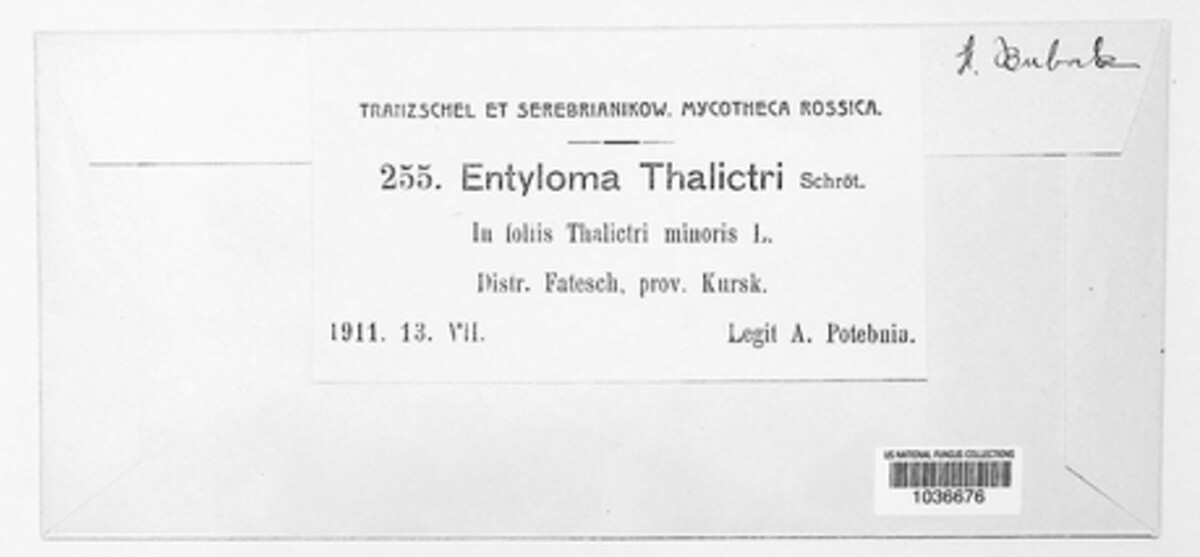 TRANZSCHEL ET SEREBRIANIKOW. MYCOTHECA ROSSICA.
255. Entyloma Thalictri Schröt.
In foliis Thalictri minoris L.
Distr. Fatesch, prov. Kursk.
1911. 13. VII.
Legit A. Potebnia.
US NATIONAL FUNGUS COLLECTIONS
1036676